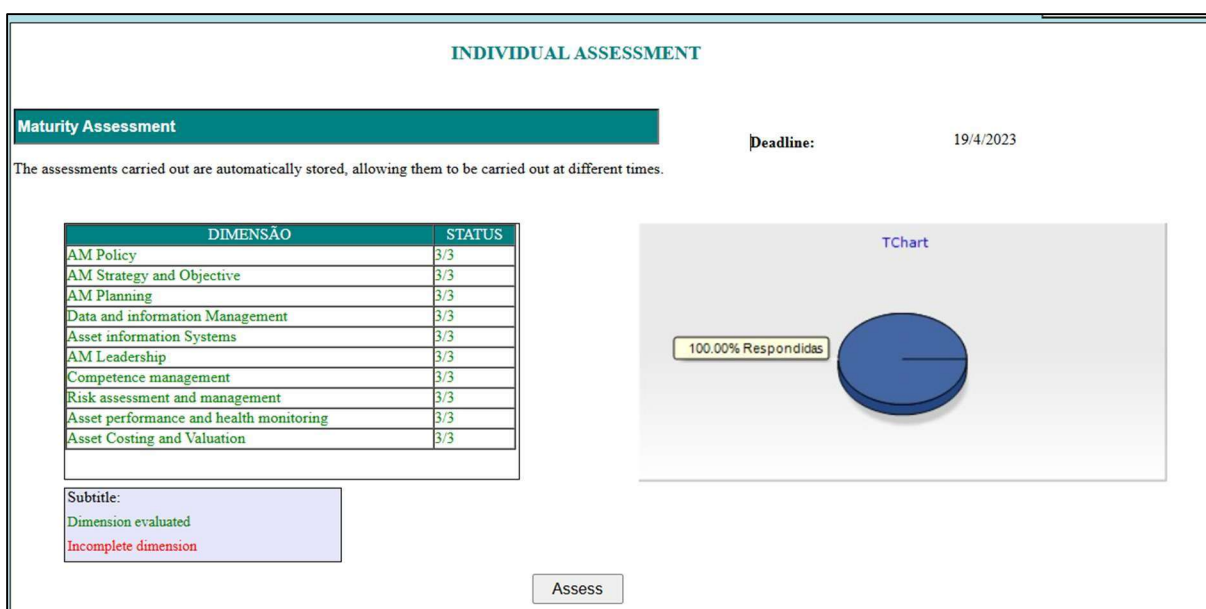 INDIVIDUAL ASSESSMENT
Maturity Assessment
Deadline: 19/4/2023
The assessments carried out are automatically stored, allowing them to be carried out at different times.
DIMENSÃO STATUS
AM Policy 3/3
AM Strategy and Objective 3/3
AM Planning 3/3
Data and information Management 3/3
Asset information Systems 3/3
AM Leadership 3/3
Competence management 3/3
Risk assessment and management 3/3
Asset performance and health monitoring 3/3
Asset Costing and Valuation 3/3
TChart
100.00% Respondidas
Subtitle:
Dimension evaluated
Incomplete dimension
Assess